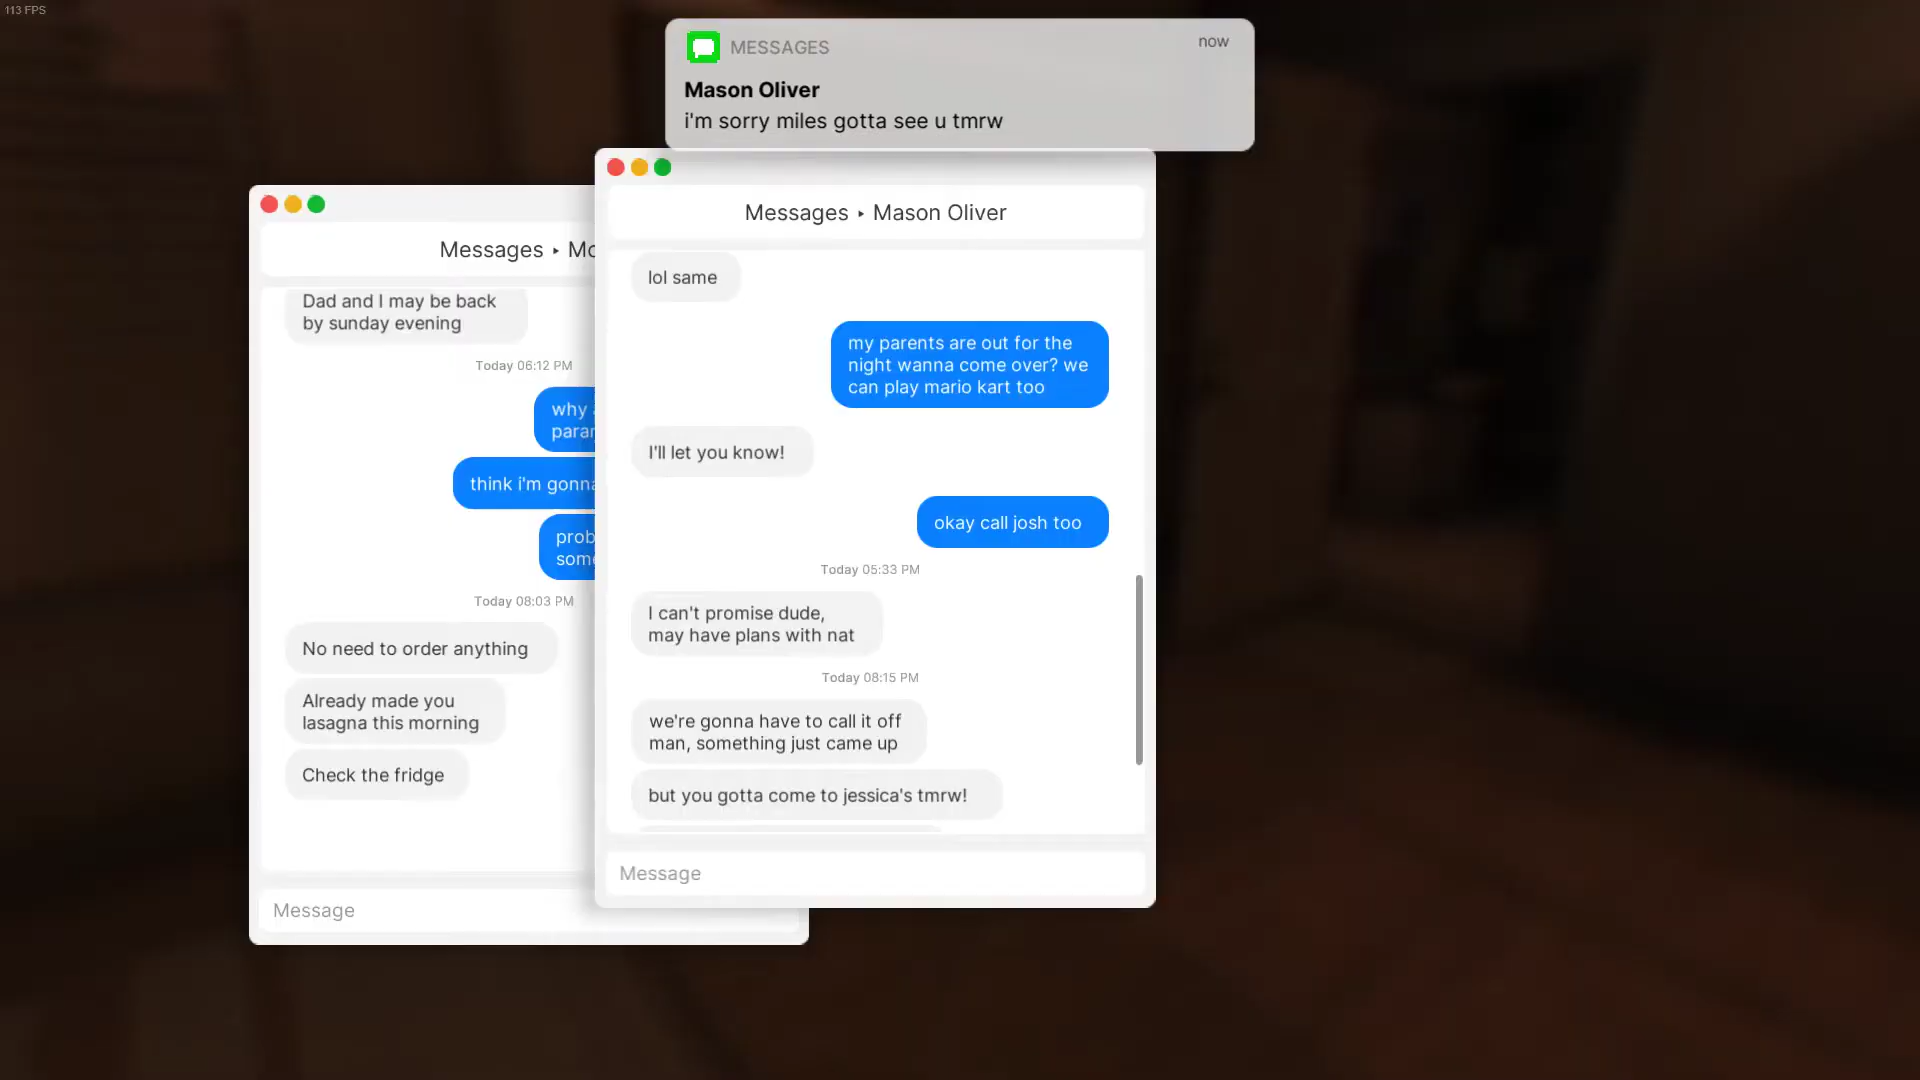 113 FPS
MESSAGES
now
Mason Oliver
i'm sorry miles gotta see u tmrw
Messages ‣ Mason Oliver
lol same
my parents are out for the
night wanna come over? we
can play mario kart too
I'll let you know!
okay call josh too
Today 05:33 PM
I can't promise dude,
may have plans with nat
Today 08:15 PM
we're gonna have to call it off
man, something just came up
but you gotta come to jessica's tmrw!
Message
Messages ‣
Dad and I may be back
by sunday evening
Today 06:12 PM
why
think i'm gonna
Today 08:03 PM
No need to order anything
Already made you
lasagna this morning
Check the fridge
Message